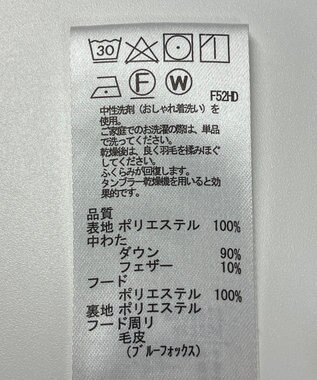 30
F W F52HD
中性洗剤（おしゃれ着洗い）を
使用。
ご家庭でのお洗濯の際は、単品
で洗ってください。
乾燥後は、良く羽毛を揉みほぐ
してください。
ふくらみが回復します。
タンブラー乾燥機を用いると効
果的です。
品質
表地 ポリエステル 100%
中わた
ダウン 90%
フェザー 10%
フード
ポリエステル 100%
裏地 ポリエステル
フード周リ
毛皮
(ブルーフォックス)